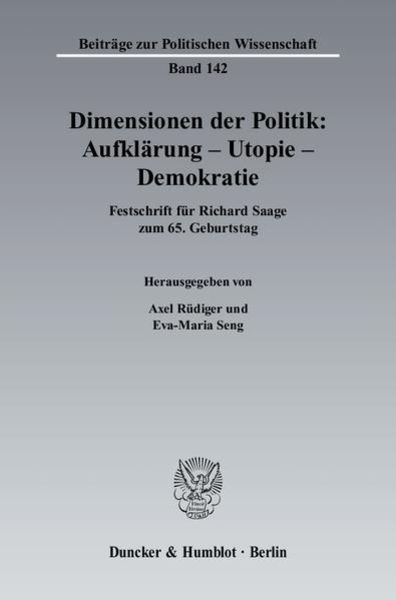 Beiträge zur Politischen Wissenschaft
Band 142
Dimensionen der Politik:
Aufklärung – Utopie –
Demokratie
Festschrift für Richard Saage
zum 65. Geburtstag
Herausgegeben von
Axel Rüdiger und
Eva-Maria Seng
Duncker & Humblot · Berlin